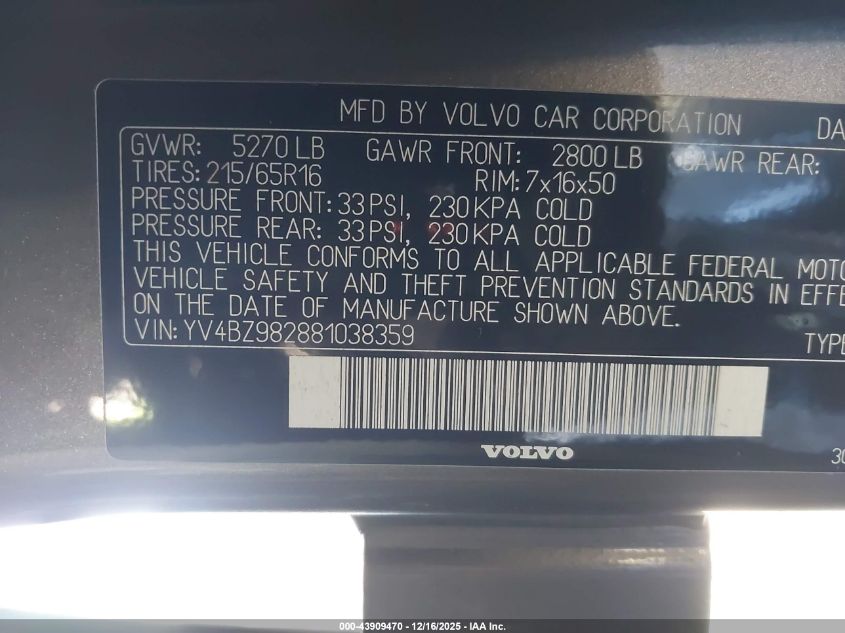 MFD BY VOLVO CAR CORPORATION DA
GVWR: 5270 LB GAWR FRONT: 2800 LB GAWR REAR:
TIRES: 215/65R16 RIM: 7x16x50
PRESSURE FRONT: 33 PSI, 230 KPA COLD
PRESSURE REAR: 33 PSI, 230 KPA COLD
THIS VEHICLE CONFORMS TO ALL APPLICABLE FEDERAL MOTO
VEHICLE SAFETY AND THEFT PREVENTION STANDARDS IN EFFE
ON THE DATE OF MANUFACTURE SHOWN ABOVE.
VIN: YV4BZ982881038359 TYPE
VOLVO 30
000-43909470 - 12/16/2025 - IAA Inc.